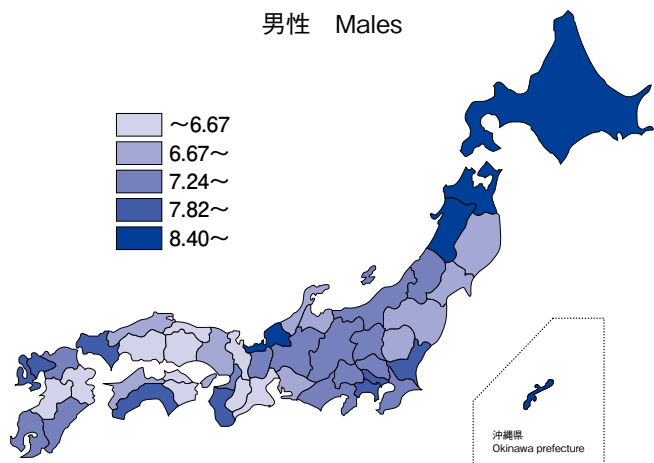 男性　Males
～6.67
6.67～
7.24～
7.82～
8.40～
沖縄県
Okinawa prefecture